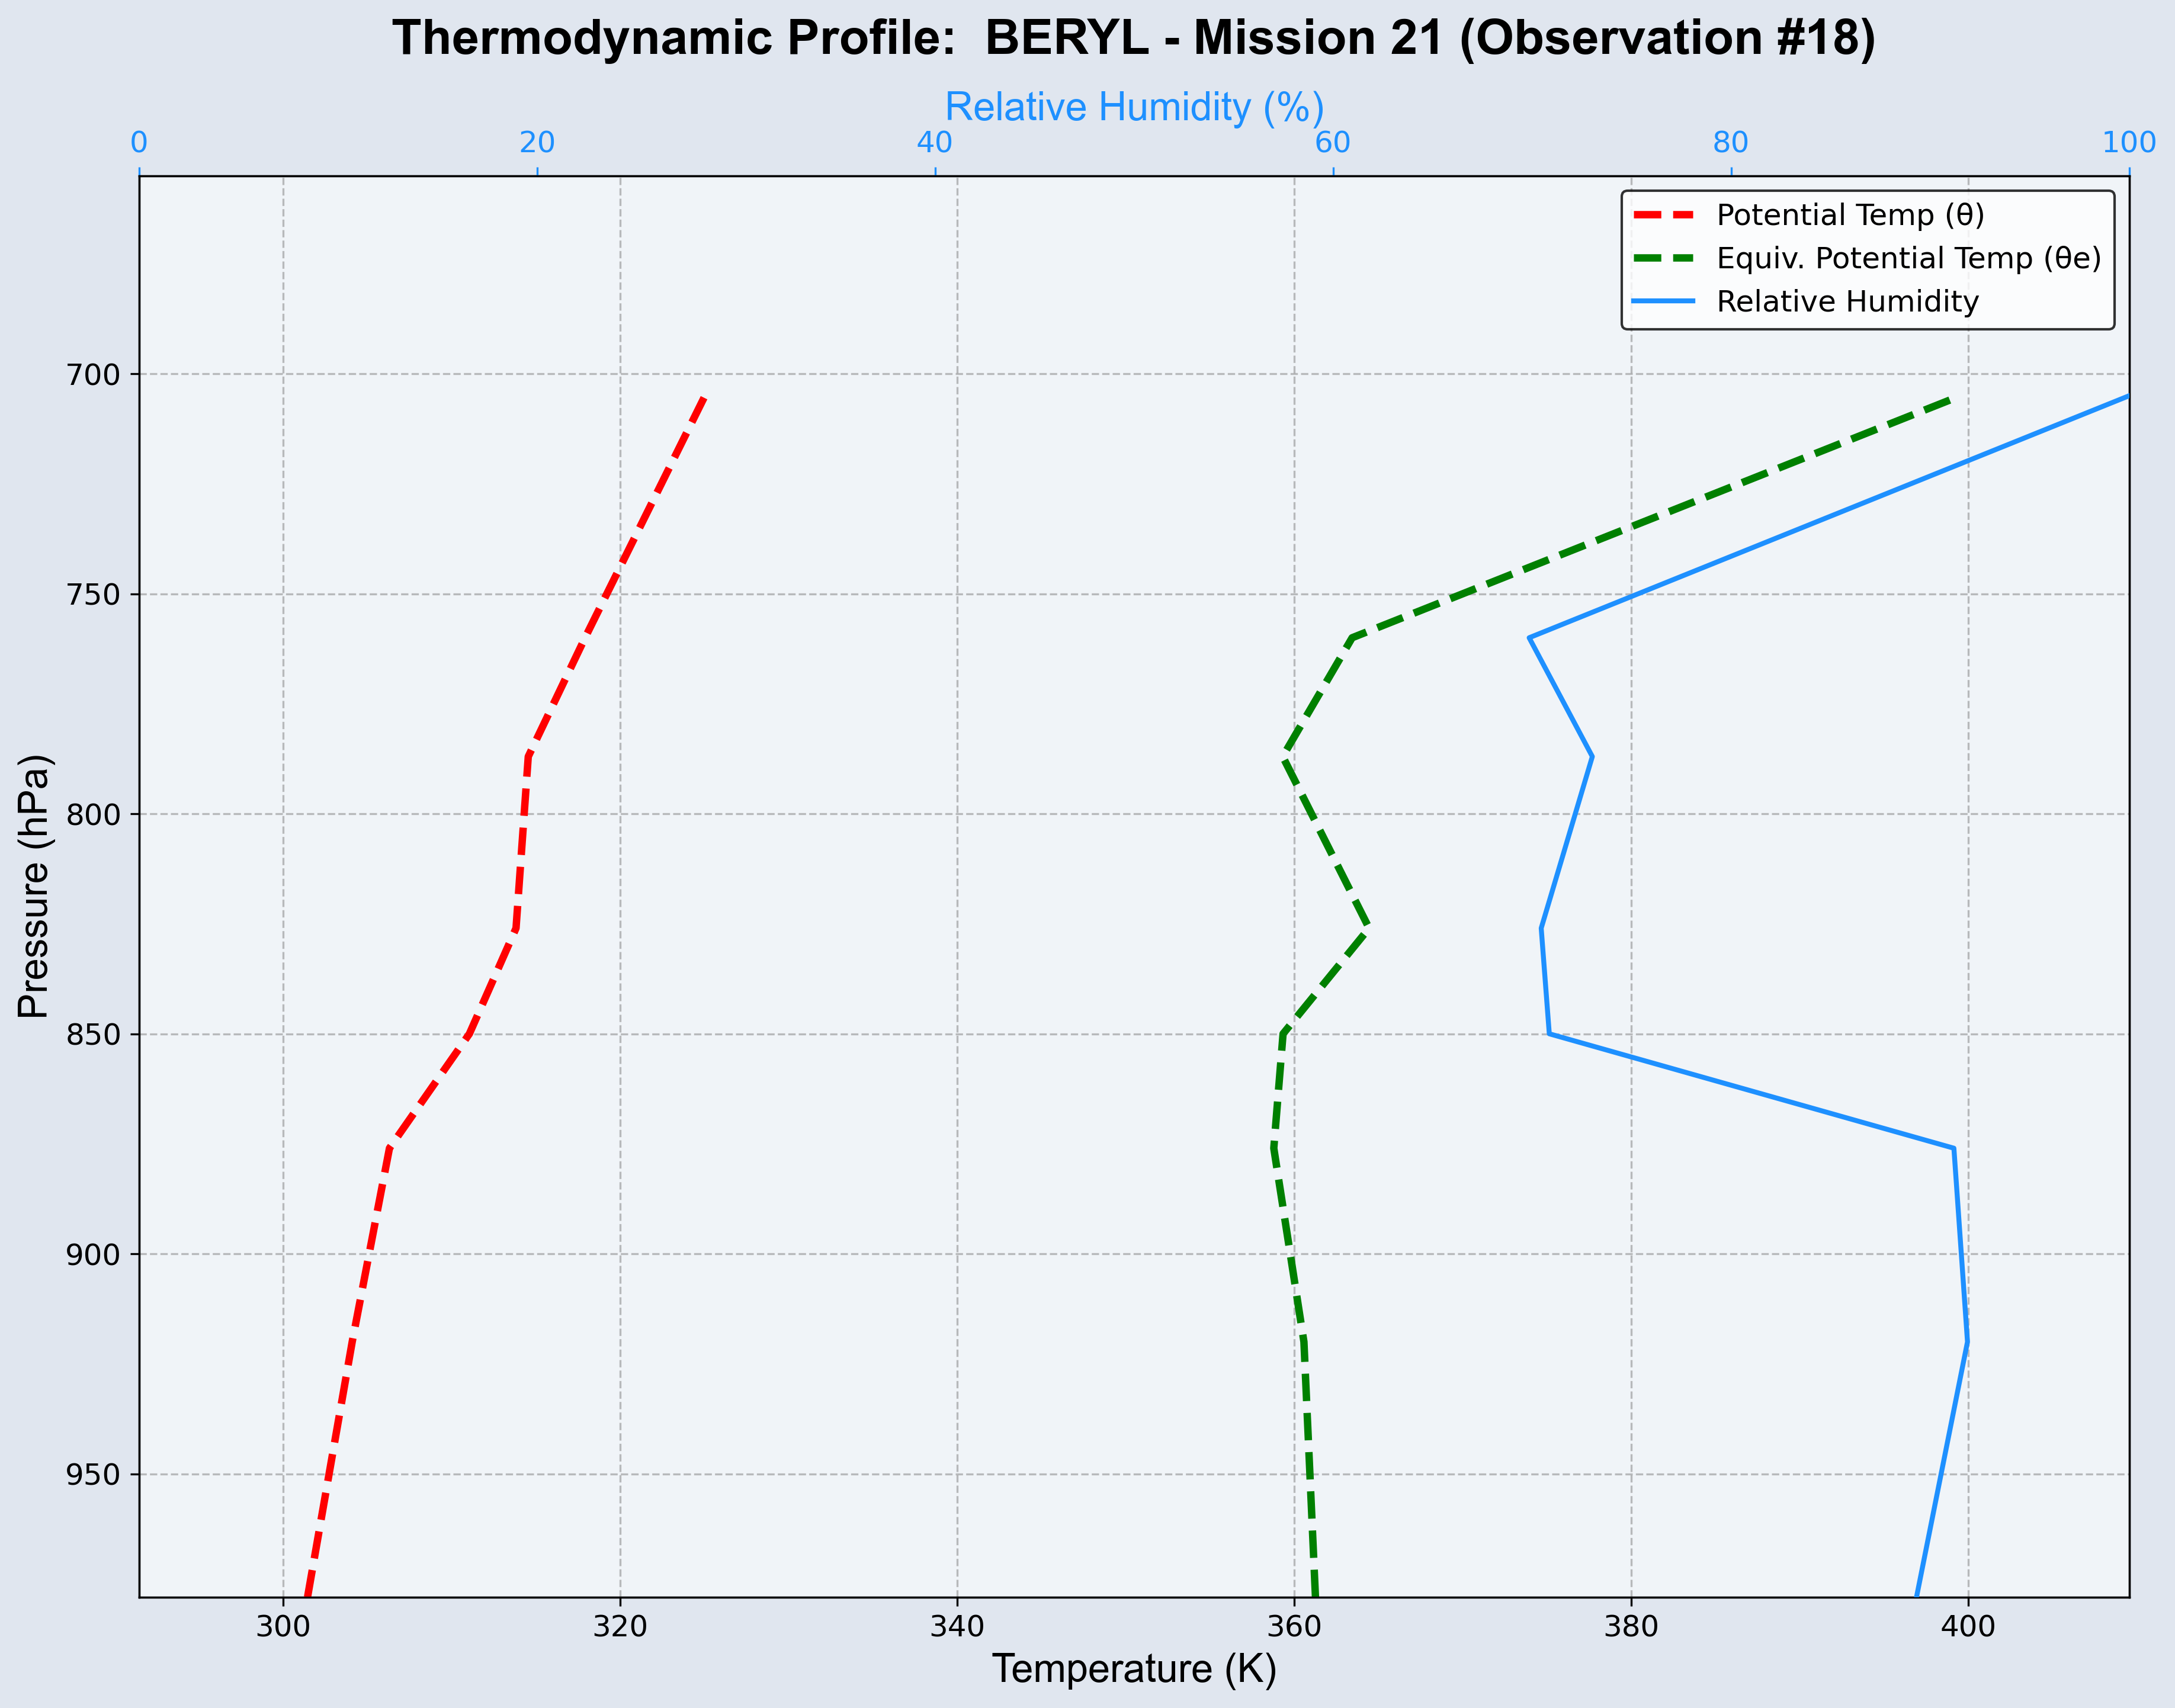 Thermodynamic Profile:  BERYL - Mission 21 (Observation #18)
Relative Humidity (%)
0 20 40 60 80 100
Potential Temp (θ)
Equiv. Potential Temp (θe)
Relative Humidity
700
750
800
850
900
950
Pressure (hPa)
300 320 340 360 380 400
Temperature (K)